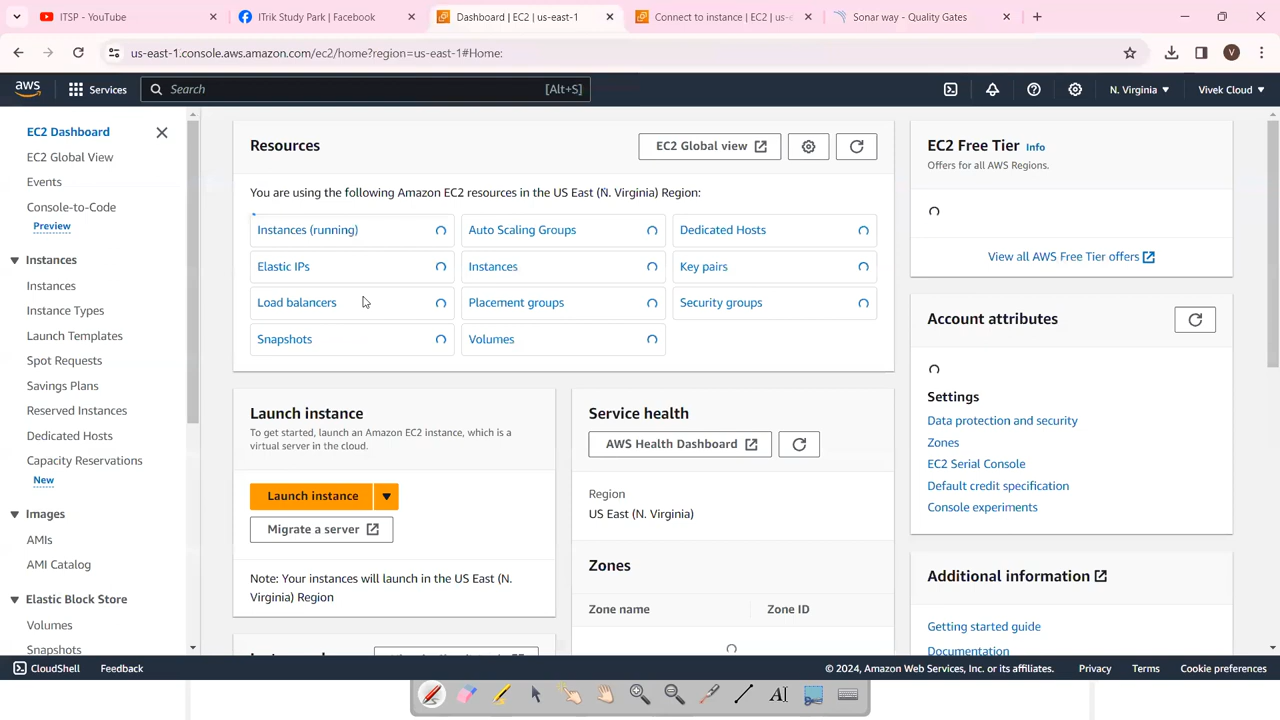 ITSP - YouTube
ITrik Study Park | Facebook
Dashboard | EC2 | us-east-1
Connect to instance | EC2 | us-e
Sonar way - Quality Gates
us-east-1.console.aws.amazon.com/ec2/home?region=us-east-1#Home:
V
aws
Services
Search
[Alt+S]
N. Virginia
Vivek Cloud
EC2 Dashboard
EC2 Global View
Events
Console-to-Code
Preview
Instances
Instances
Instance Types
Launch Templates
Spot Requests
Savings Plans
Reserved Instances
Dedicated Hosts
Capacity Reservations
New
Images
AMIs
AMI Catalog
Elastic Block Store
Volumes
Snapshots
Resources
EC2 Global view
You are using the following Amazon EC2 resources in the US East (N. Virginia) Region:
Instances (running)
Auto Scaling Groups
Dedicated Hosts
Elastic IPs
Instances
Key pairs
Load balancers
Placement groups
Security groups
Snapshots
Volumes
Launch instance
To get started, launch an Amazon EC2 instance, which is a
virtual server in the cloud.
Launch instance
Migrate a server
Note: Your instances will launch in the US East (N.
Virginia) Region
Service health
AWS Health Dashboard
Region
US East (N. Virginia)
Zones
Zone name
Zone ID
EC2 Free Tier Info
Offers for all AWS Regions.
View all AWS Free Tier offers
Account attributes
Settings
Data protection and security
Zones
EC2 Serial Console
Default credit specification
Console experiments
Additional information
Getting started guide
Documentation
CloudShell
Feedback
© 2024, Amazon Web Services, Inc. or its affiliates.
Privacy
Terms
Cookie preferences
A